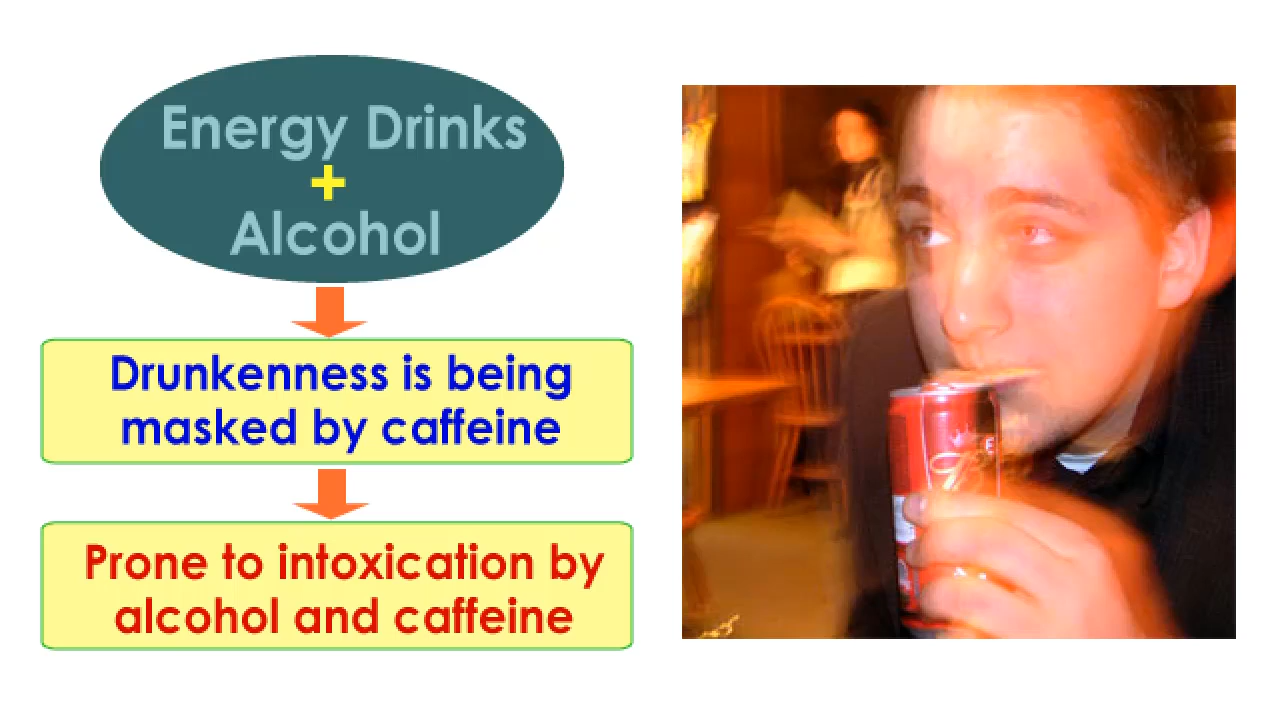 Energy Drinks
+
Alcohol
Drunkenness is being
masked by caffeine
Prone to intoxication by
alcohol and caffeine